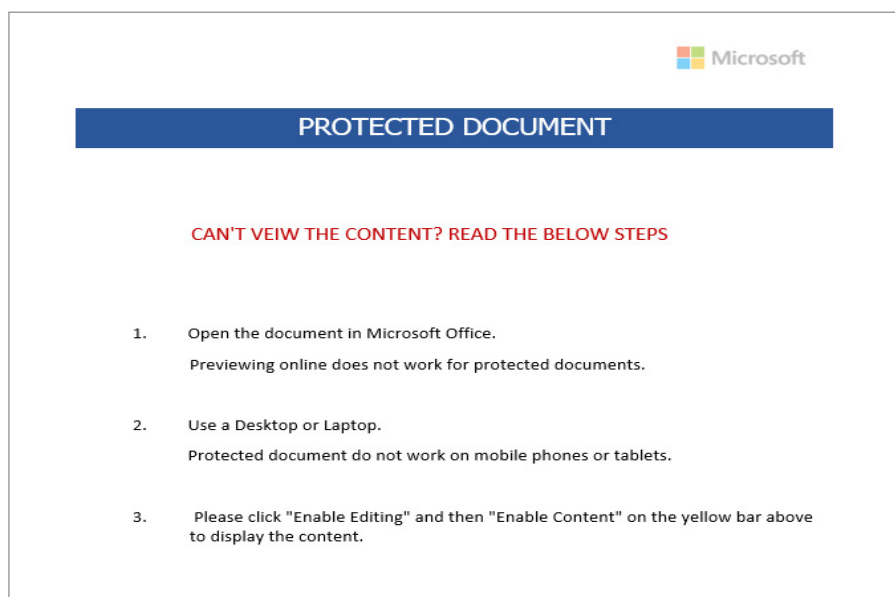 Microsoft
PROTECTED DOCUMENT
CAN'T VEIW THE CONTENT? READ THE BELOW STEPS
1. Open the document in Microsoft Office.
Previewing online does not work for protected documents.
2. Use a Desktop or Laptop.
Protected document do not work on mobile phones or tablets.
3. Please click "Enable Editing" and then "Enable Content" on the yellow bar above
to display the content.